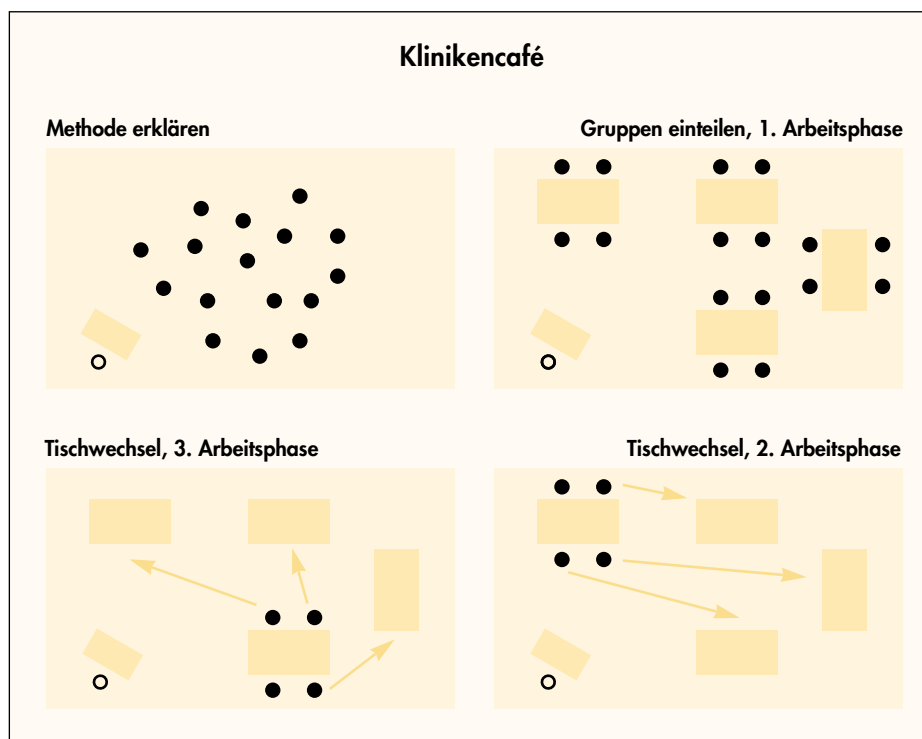 Klinikencafé
Methode erklären
Gruppen einteilen, 1. Arbeitsphase
Tischwechsel, 3. Arbeitsphase
Tischwechsel, 2. Arbeitsphase